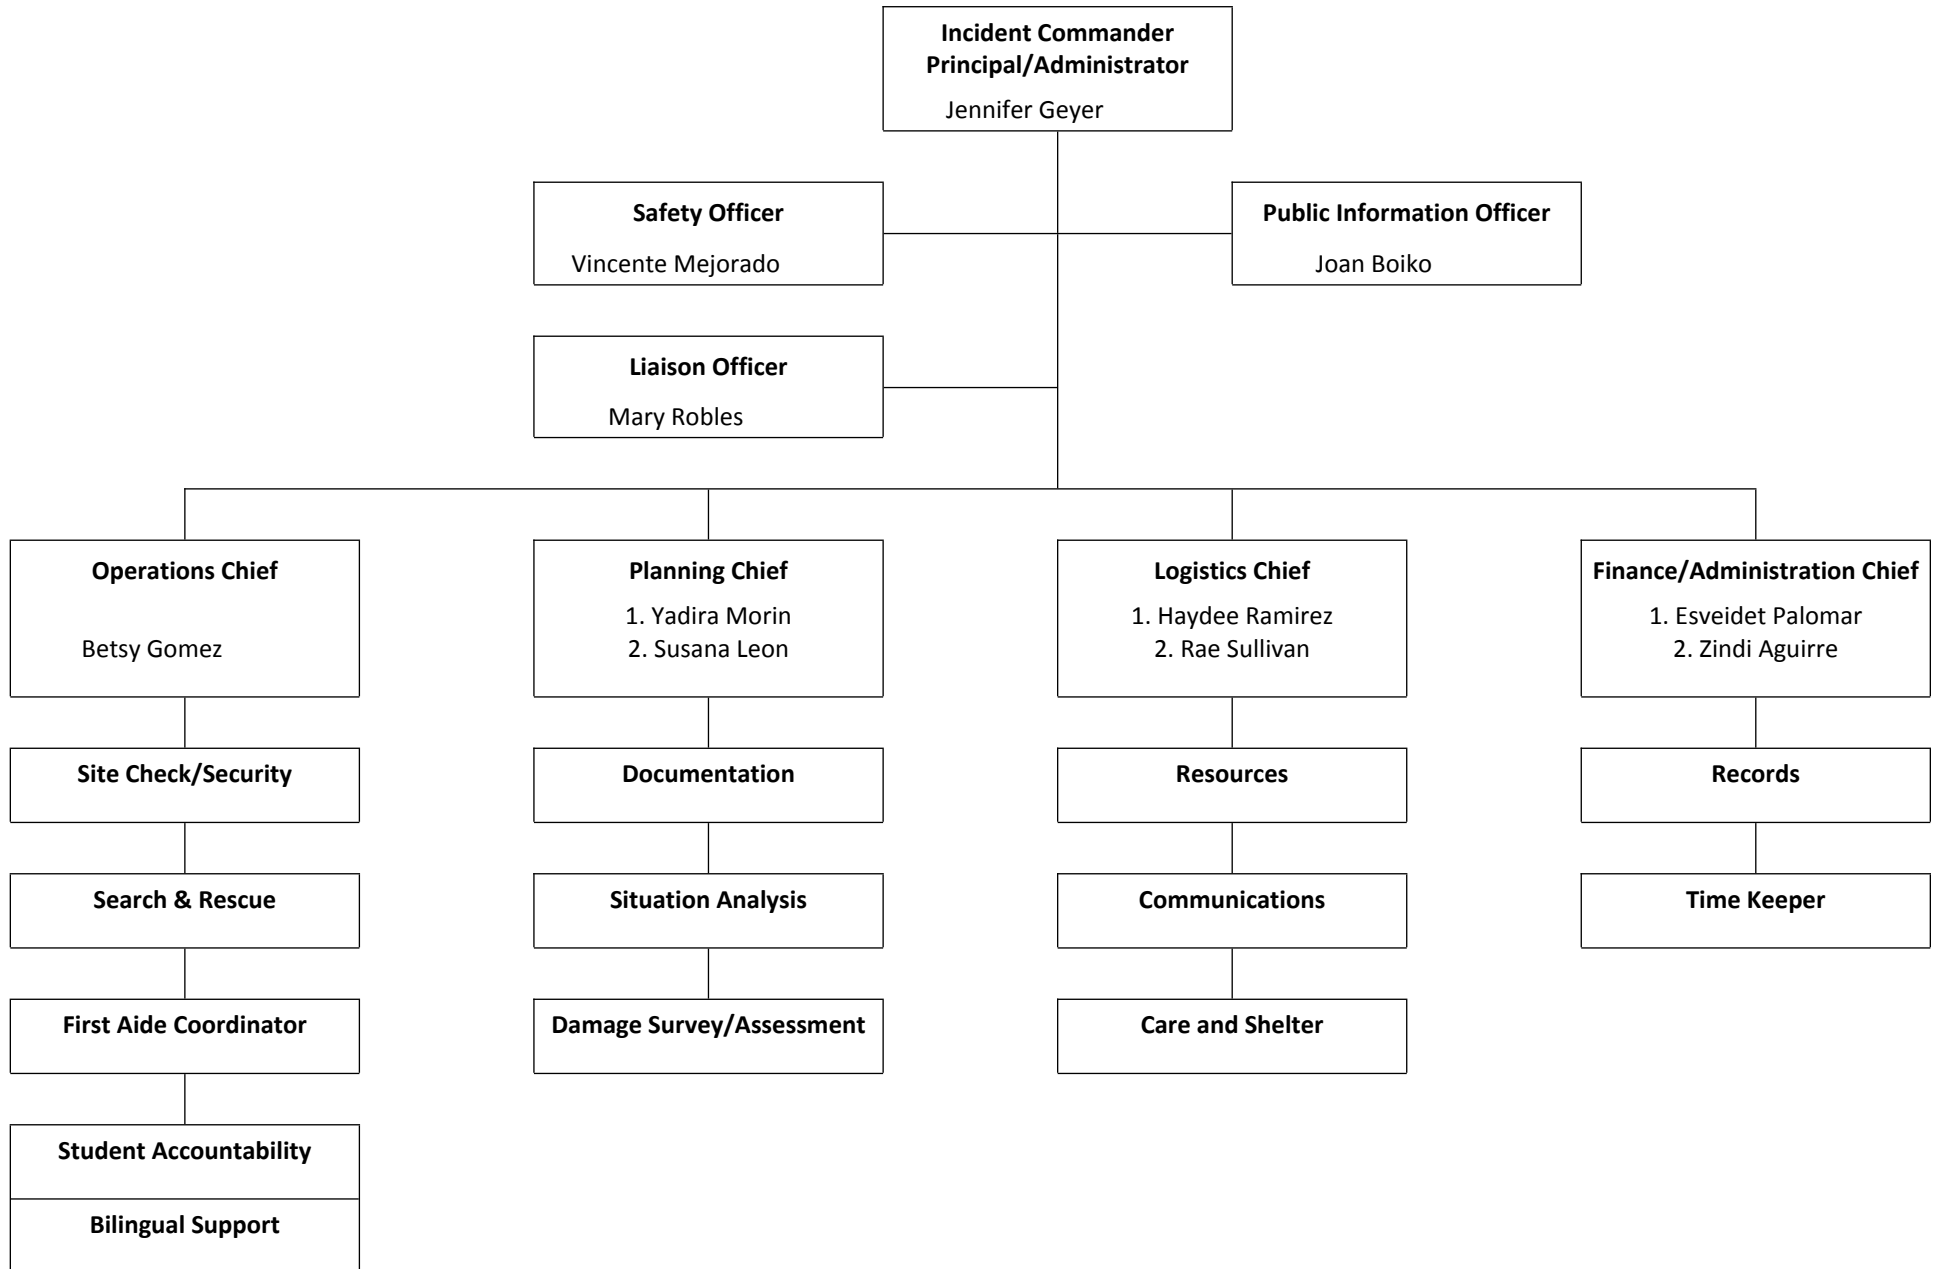 Incident Commander
Principal/Administrator
Jennifer Geyer
Safety Officer
Vincente Mejorado
Public Information Officer
Joan Boiko
Liaison Officer
Mary Robles
Operations Chief
Betsy Gomez
Planning Chief
1. Yadira Morin
2. Susana Leon
Logistics Chief
1. Haydee Ramirez
2. Rae Sullivan
Finance/Administration Chief
1. Esveidet Palomar
2. Zindi Aguirre
Site Check/Security
Documentation
Resources
Records
Search & Rescue
Situation Analysis
Communications
Time Keeper
First Aide Coordinator
Damage Survey/Assessment
Care and Shelter
Student Accountability
Bilingual Support